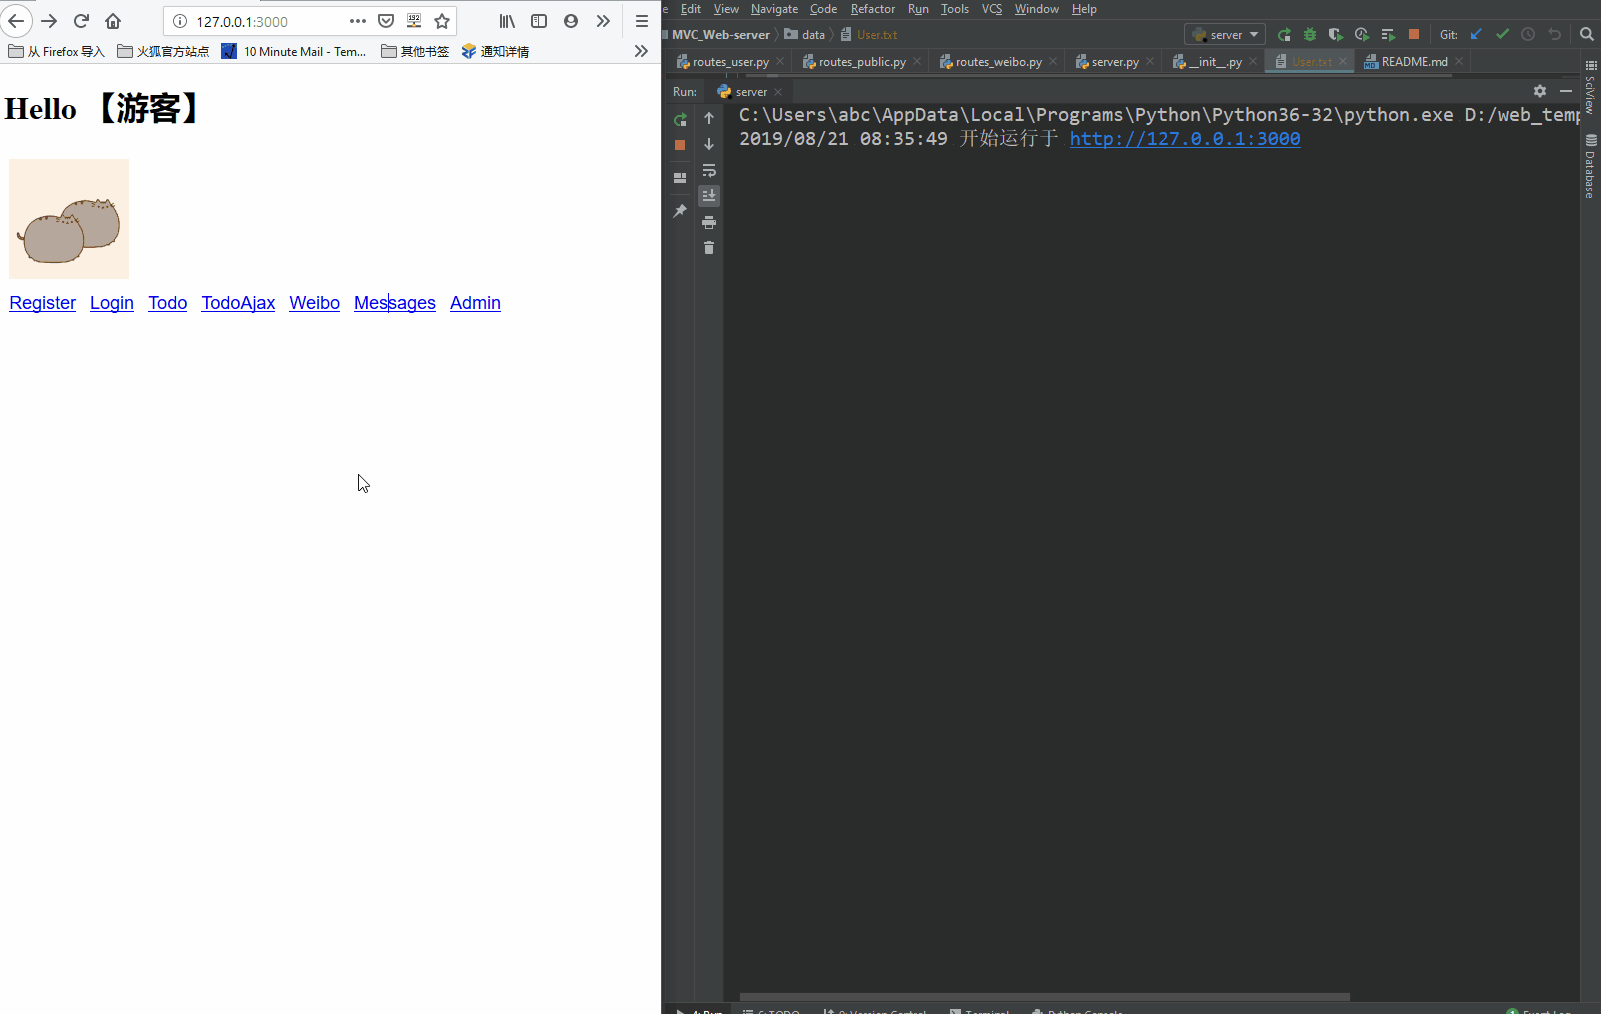 127.0.0.1:3000
从 Firefox 导入 火狐官方站点 10 Minute Mail - Tem... 其他书签 通知详情
Hello 【游客】
Register Login Todo TodoAjax Weibo Messages Admin
e Edit View Navigate Code Refactor Run Tools VCS Window Help
MVC_Web-server data User.txt server Git:
routes_user.py routes_public.py routes_weibo.py server.py __init__.py User.txt README.md
Run: server
C:\Users\abc\AppData\Local\Programs\Python\Python36-32\python.exe D:/web_temp
2019/08/21 08:35:49 开始运行于 http://127.0.0.1:3000
SciView
Database
4: Run 6: TODO 9: Version Control Terminal Python Console 1 Event Log